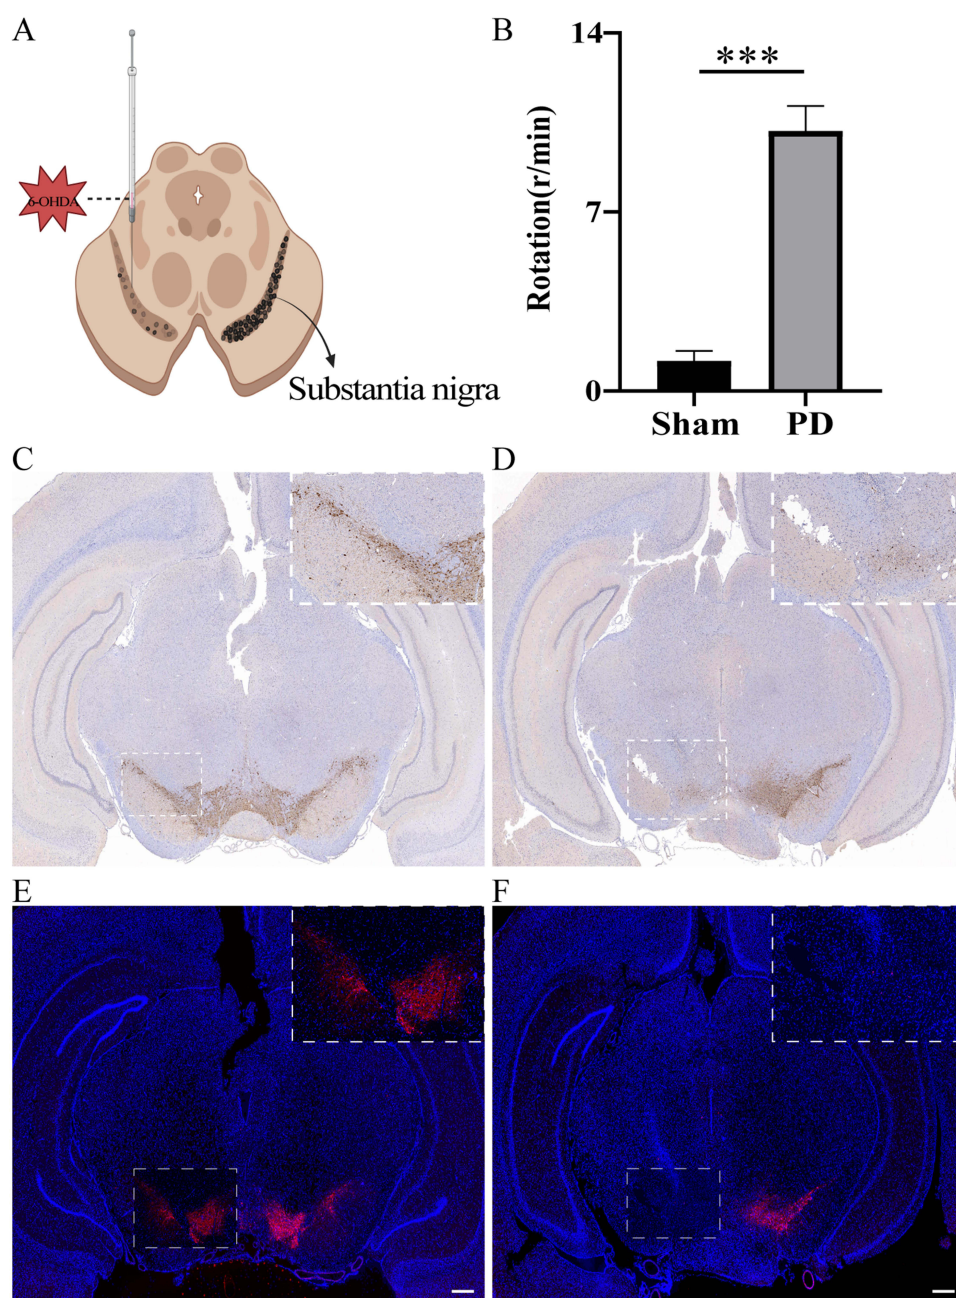 A
6-OHDA
Substantia nigra
B
***
14
7
0
Rotation(r/min)
Sham PD
C
D
E
F